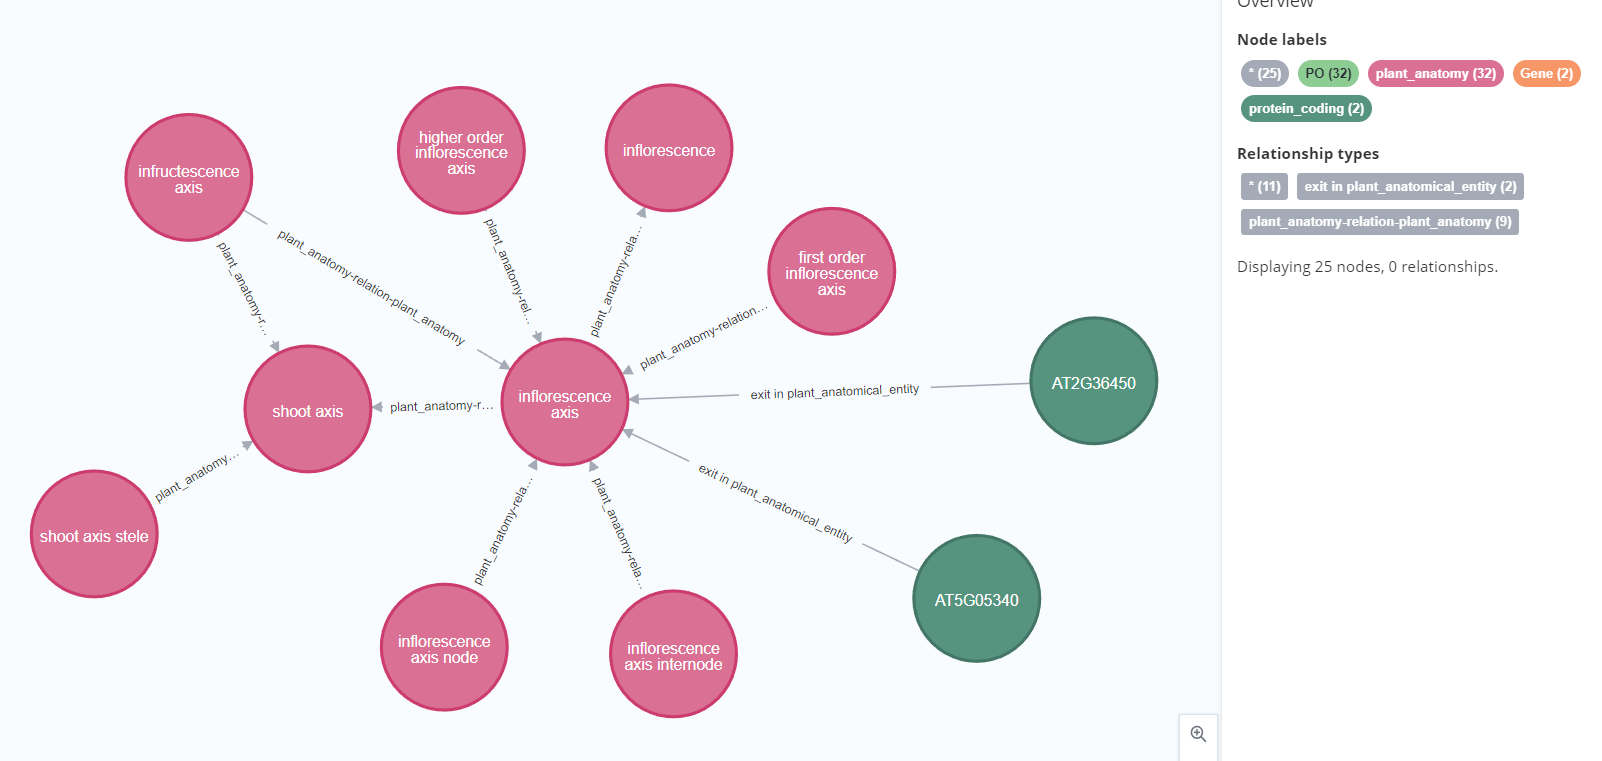 infructescence
axis
higher order
inflorescence
axis
inflorescence
first order
inflorescence
axis
plant_anatomy-relation-plant_anatomy
plant_anatomy-r…
plant_anatomy-rel…
plant_anatomy-rela…
plant_anatomy-relation…
shoot axis
plant_anatomy-r…
inflorescence
axis
exit in plant_anatomical_entity
AT2G36450
plant_anatomy…
shoot axis stele
exit in plant_anatomical_entity
AT5G05340
plant_anatomy-rela…
plant_anatomy-rela…
inflorescence
axis node
inflorescence
axis internode
Overview
Node labels
* (25) PO (32) plant_anatomy (32) Gene (2)
protein_coding (2)
Relationship types
* (11) exit in plant_anatomical_entity (2)
plant_anatomy-relation-plant_anatomy (9)
Displaying 25 nodes, 0 relationships.